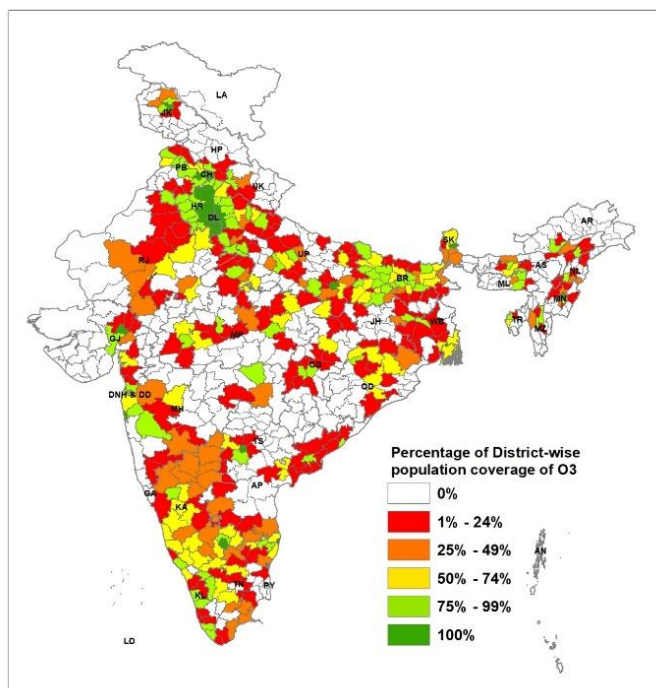 LA
JK
HP
PB
CH
UK
HR
DL
AR
SK
RJ
UP
AS
BR
NL
ML
MN
JH
TR
MZ
WB
GJ
MP
CG
OD
DNH & DD
MH
TS
Percentage of District-wise
population coverage of O3
0%
1% - 24%
25% - 49%
50% - 74%
75% - 99%
100%
AP
GA
KA
AN
TN
PY
KL
LD